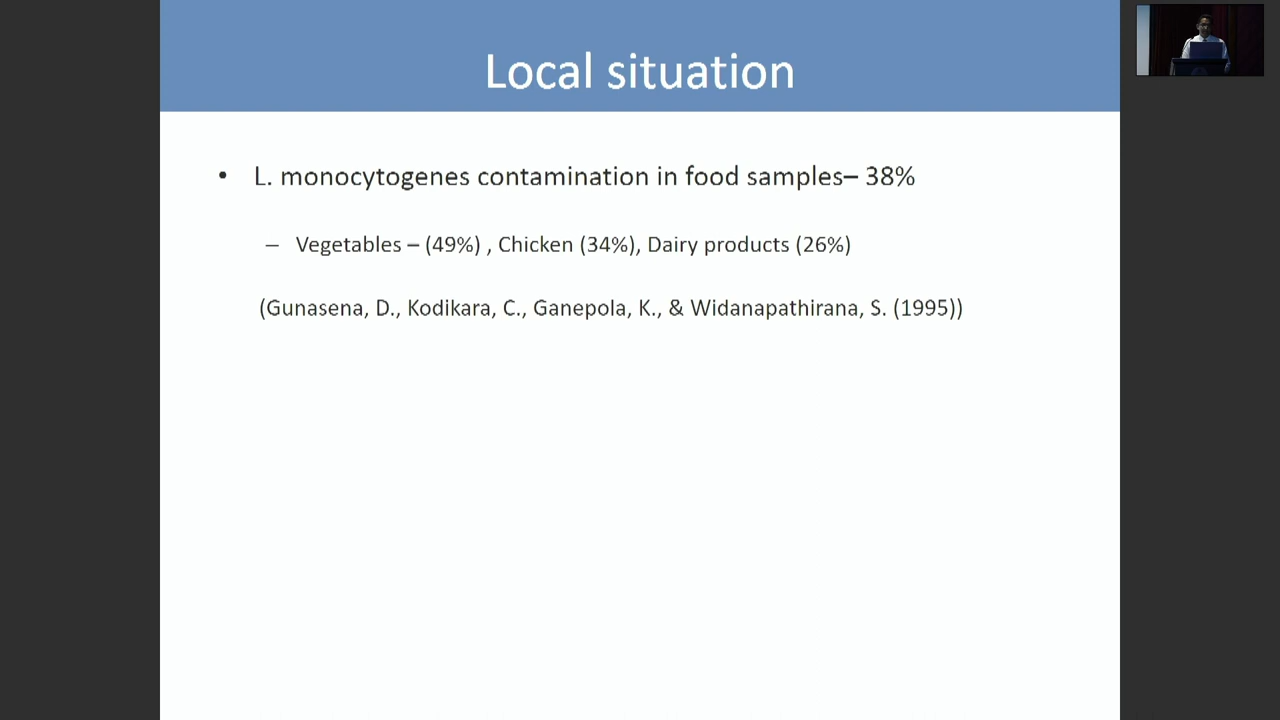 Local situation
• L. monocytogenes contamination in food samples– 38%
– Vegetables – (49%) , Chicken (34%), Dairy products (26%)
(Gunasena, D., Kodikara, C., Ganepola, K., & Widanapathirana, S. (1995))